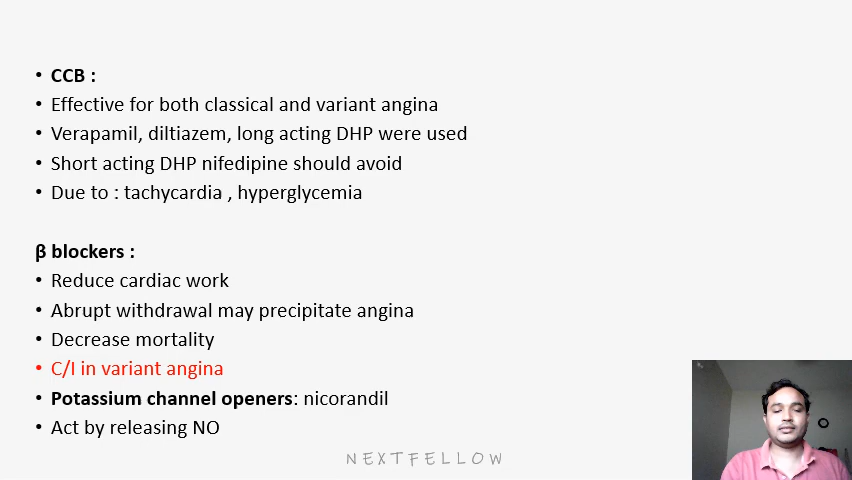 • CCB :
• Effective for both classical and variant angina
• Verapamil, diltiazem, long acting DHP were used
• Short acting DHP nifedipine should avoid
• Due to : tachycardia , hyperglycemia
β blockers :
• Reduce cardiac work
• Abrupt withdrawal may precipitate angina
• Decrease mortality
• C/I in variant angina
• Potassium channel openers: nicorandil
• Act by releasing NO
NEXTFELLOW